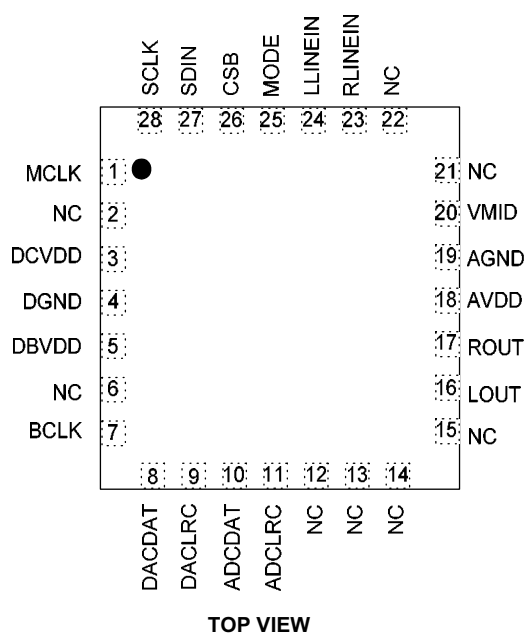 SCLK
SDIN
CSB
MODE
LLINEIN
RLINEIN
NC
28 27 26 25 24 23 22
MCLK 1
NC 2
DCVDD 3
DGND 4
DBVDD 5
NC 6
BCLK 7
21 NC
20 VMID
19 AGND
18 AVDD
17 ROUT
16 LOUT
15 NC
8 9 10 11 12 13 14
DACDAT
DACLRC
ADCDAT
ADCLRC
NC
NC
NC
TOP VIEW